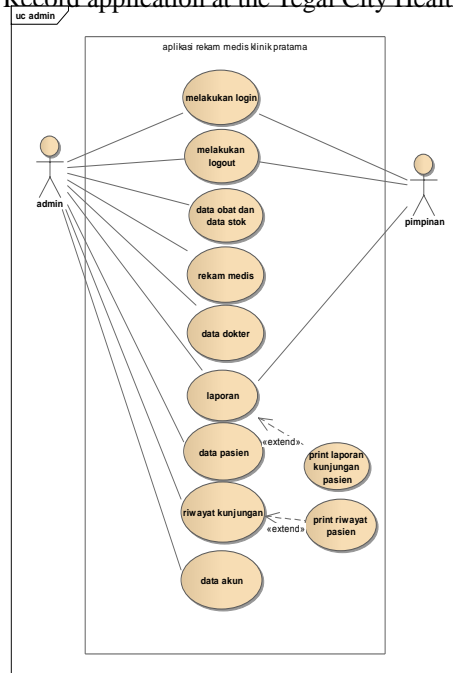 Record application at the Tegal City Heal
uc admin
aplikasi rekam medis klinik pratama
melakukan login
melakukan
logout
admin
pimpinan
data obat dan
data stok
rekam medis
data dokter
laporan
«extend»
data pasien
print laporan
kunjungan
pasien
riwayat kunjungan
«extend»
print riwayat
pasien
data akun